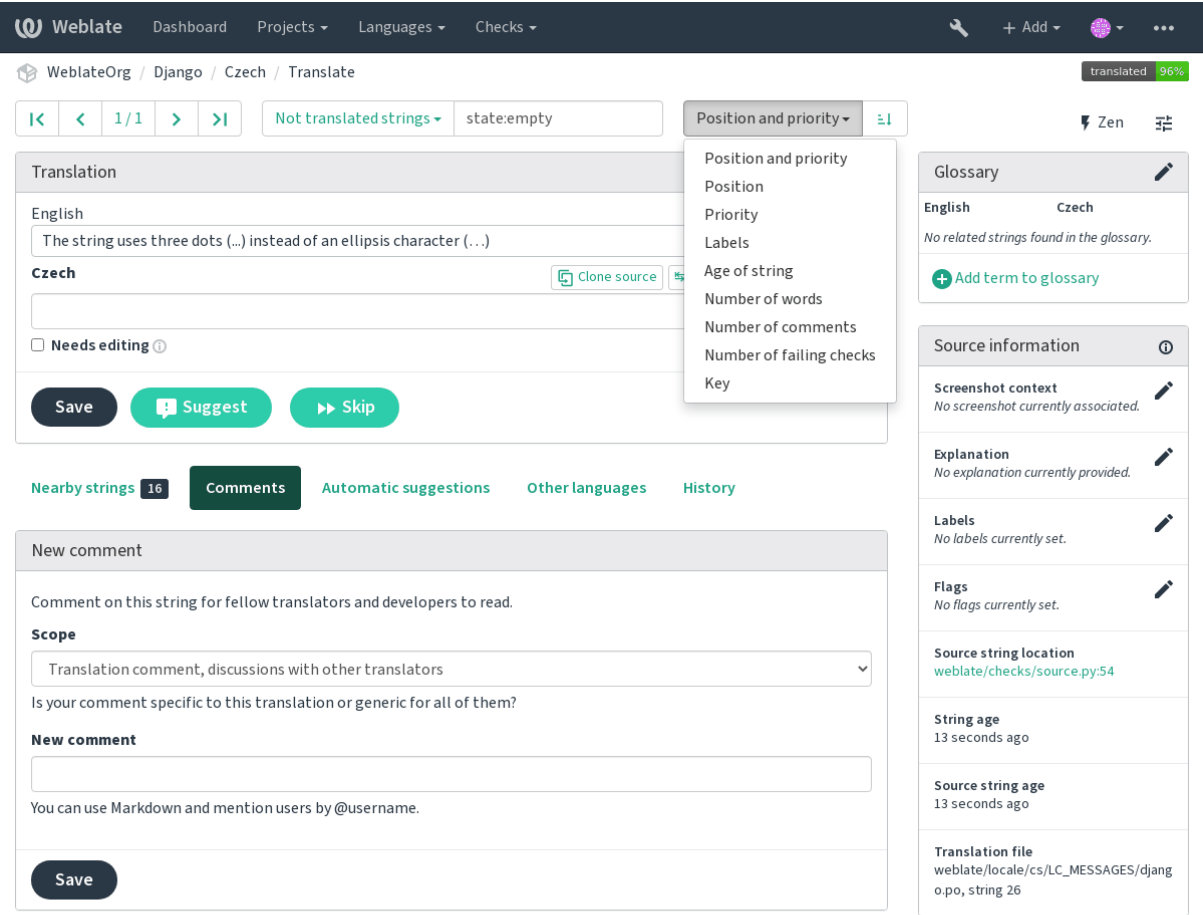 Weblate Dashboard Projects Languages Checks Add
WeblateOrg / Django / Czech / Translate
translated 96%
1 / 1
Not translated strings state:empty
Position and priority
Zen
Position and priority
Position
Priority
Labels
Age of string
Number of words
Number of comments
Number of failing checks
Key
Translation
English
The string uses three dots (...) instead of an ellipsis character (…)
Czech
Clone source
Needs editing
Save Suggest Skip
Nearby strings 16 Comments Automatic suggestions Other languages History
New comment
Comment on this string for fellow translators and developers to read.
Scope
Translation comment, discussions with other translators
Is your comment specific to this translation or generic for all of them?
New comment
You can use Markdown and mention users by @username.
Save
Glossary
English Czech
No related strings found in the glossary.
Add term to glossary
Source information
Screenshot context
No screenshot currently associated.
Explanation
No explanation currently provided.
Labels
No labels currently set.
Flags
No flags currently set.
Source string location
weblate/checks/source.py:54
String age
13 seconds ago
Source string age
13 seconds ago
Translation file
weblate/locale/cs/LC_MESSAGES/djang
o.po, string 26